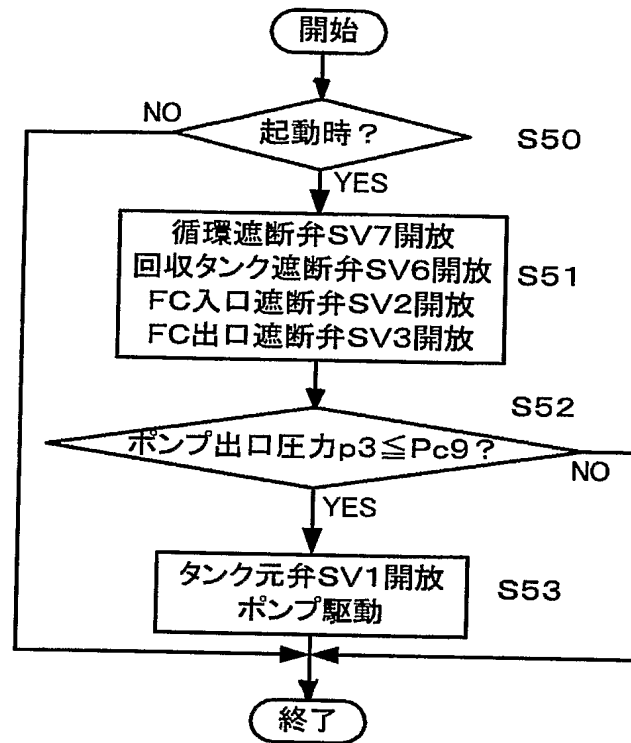 開始
NO
起動時?
S50
YES
循環遮断弁SV7開放
回収タンク遮断弁SV6開放
FC入口遮断弁SV2開放
FC出口遮断弁SV3開放
S51
S52
ポンプ出口圧力p3≦Pc9?
NO
YES
タンク元弁SV1開放
ポンプ駆動
S53
終了